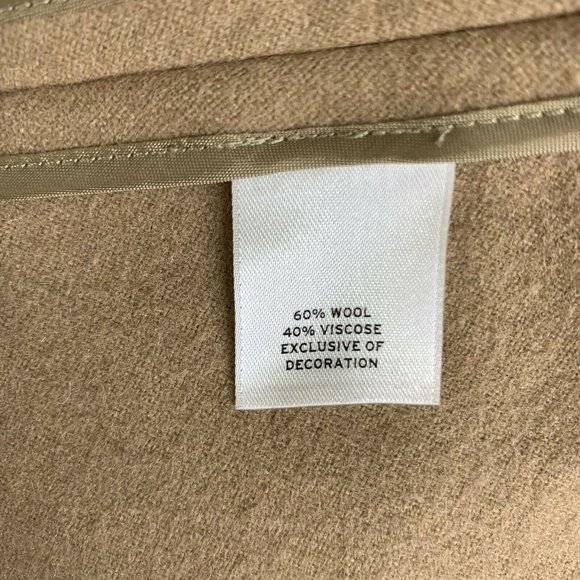 60% WOOL
40% VISCOSE
EXCLUSIVE OF
DECORATION